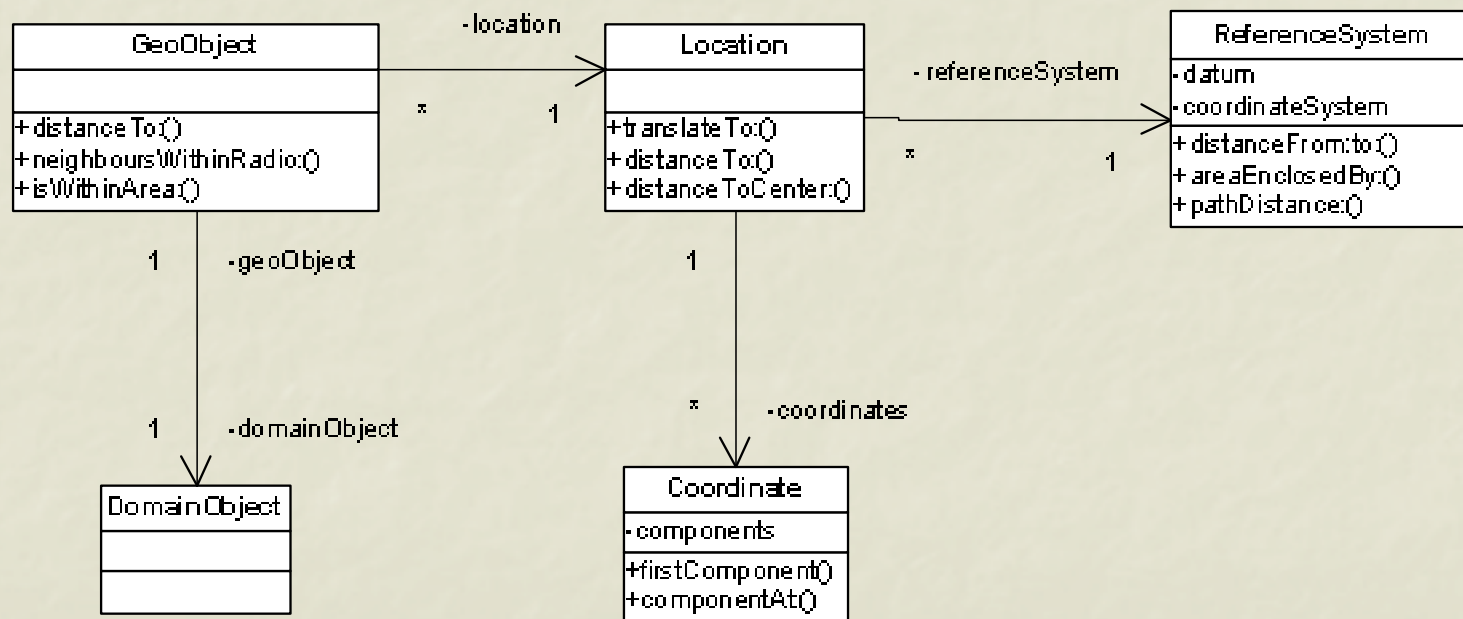 GeoObject
+distanceTo:()
+neighboursWithinRadio:()
+isWithinArea:()
-location
*
1
Location
+translateTo:()
+distanceTo:()
+distanceToCenter:()
-referenceSystem
*
1
ReferenceSystem
-datum
-coordinateSystem
+distanceFrom:to:()
+areaEnclosedBy:()
+pathDistance:()
1
-geoObject
1
-domainObject
DomainObject
1
*
-coordinates
Coordinate
-components
+firstComponent()
+componentAt:()